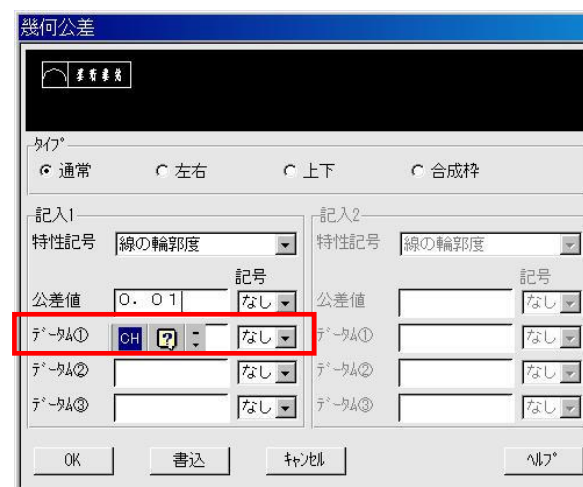 幾何公差
ﾀｲﾌﾟ
通常 左右 上下 合成枠
記入1 記入2
特性記号 線の輪郭度 特性記号 線の輪郭度
記号 記号
公差値 0. 01 なし 公差値 なし
ﾃﾞｰﾀﾑ① CH なし ﾃﾞｰﾀﾑ① なし
ﾃﾞｰﾀﾑ② なし ﾃﾞｰﾀﾑ② なし
ﾃﾞｰﾀﾑ③ なし ﾃﾞｰﾀﾑ③ なし
OK 書込 ｷｬﾝｾﾙ ﾍﾙﾌﾟ